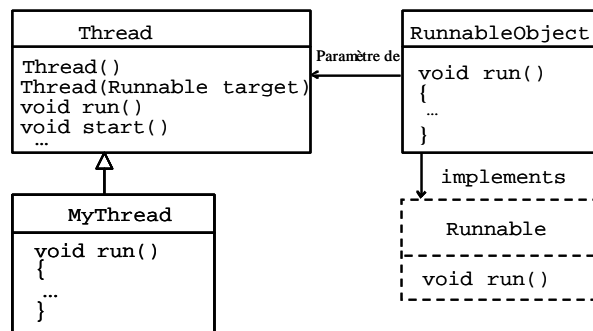 Thread
Thread()
Thread(Runnable target)
void run()
void start()
...
Paramètre de
RunnableObject
void run()
{
...
}
implements
MyThread
void run()
{
...
}
Runnable
void run()